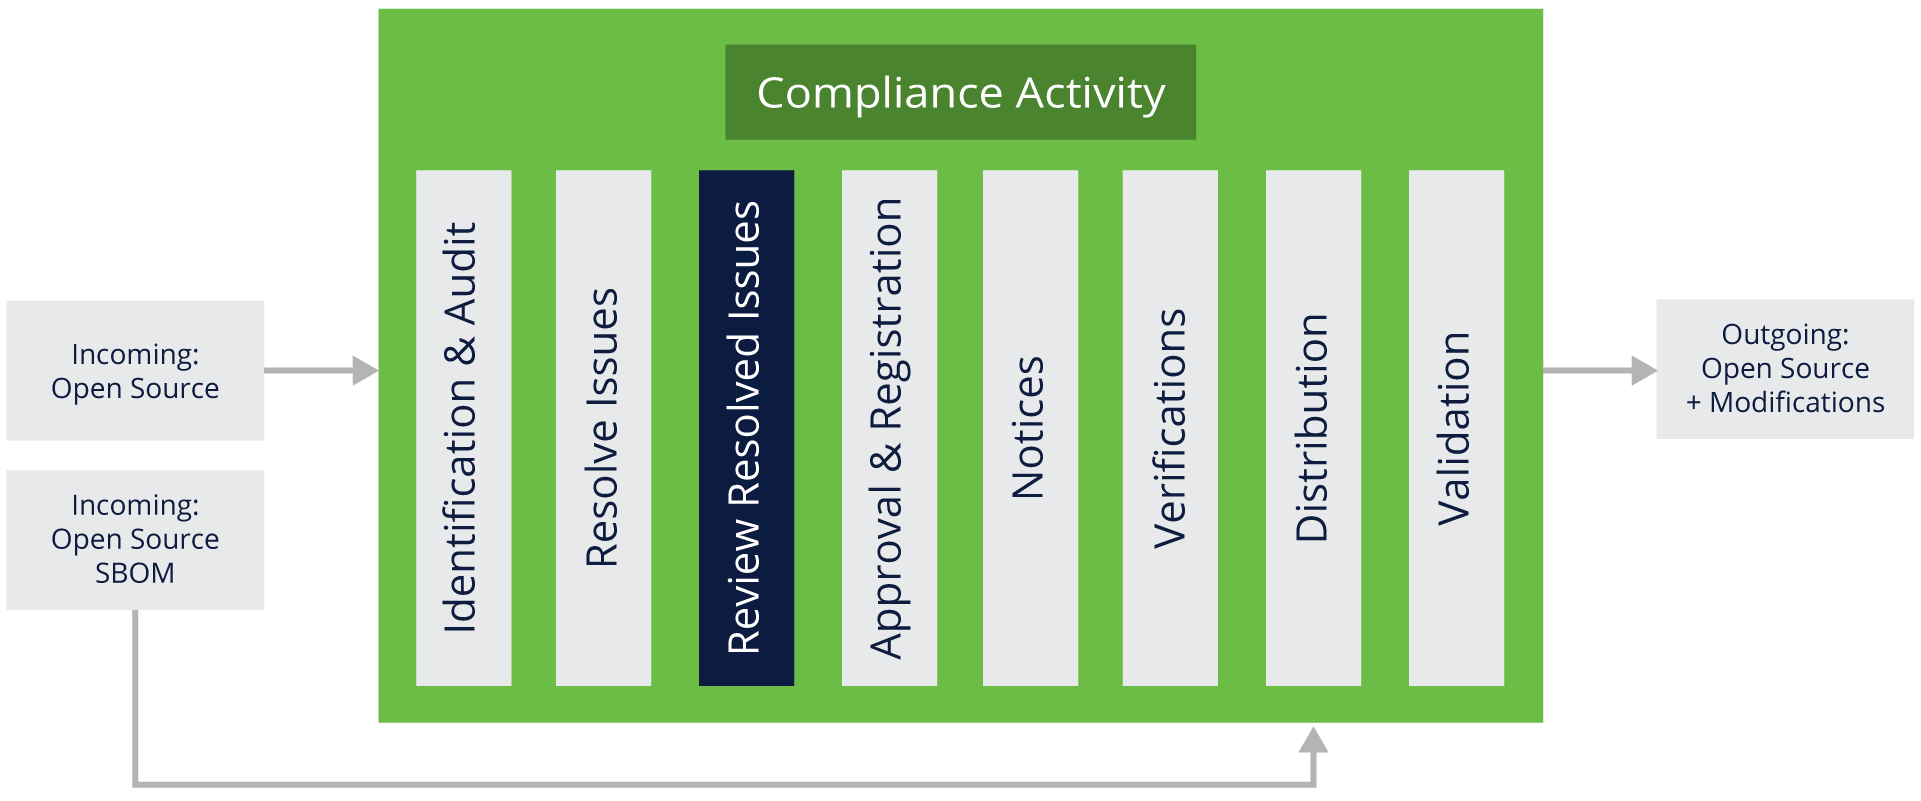 Compliance Activity
Incoming:
Open Source
Incoming:
Open Source
SBOM
Identification & Audit
Resolve Issues
Review Resolved Issues
Approval & Registration
Notices
Verifications
Distribution
Validation
Outgoing:
Open Source
+ Modifications